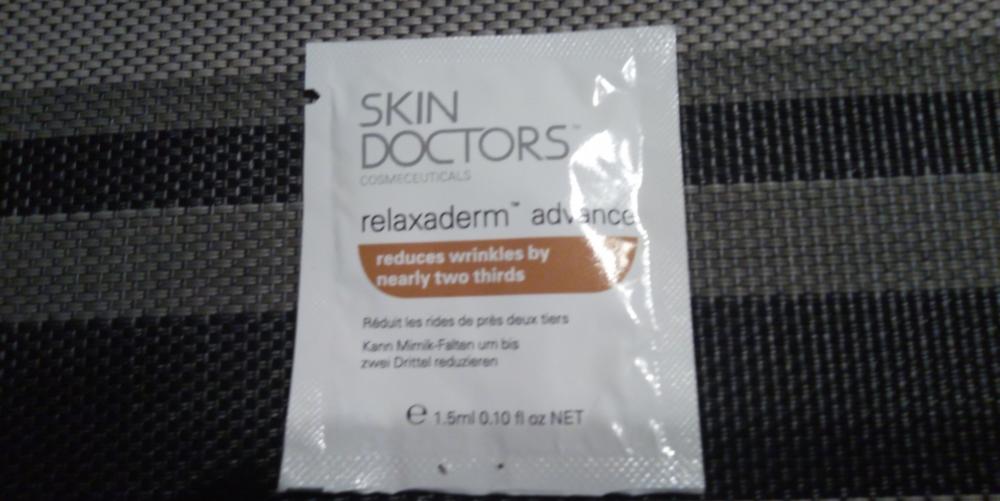 SKIN
DOCTORS™
COSMECEUTICALS
relaxaderm™ advance
reduces wrinkles by
nearly two thirds
Réduit les rides de près deux tiers
Kann Mimik-Falten um bis
zwei Drittel reduzieren
℮ 1.5ml 0.10 fl oz NET